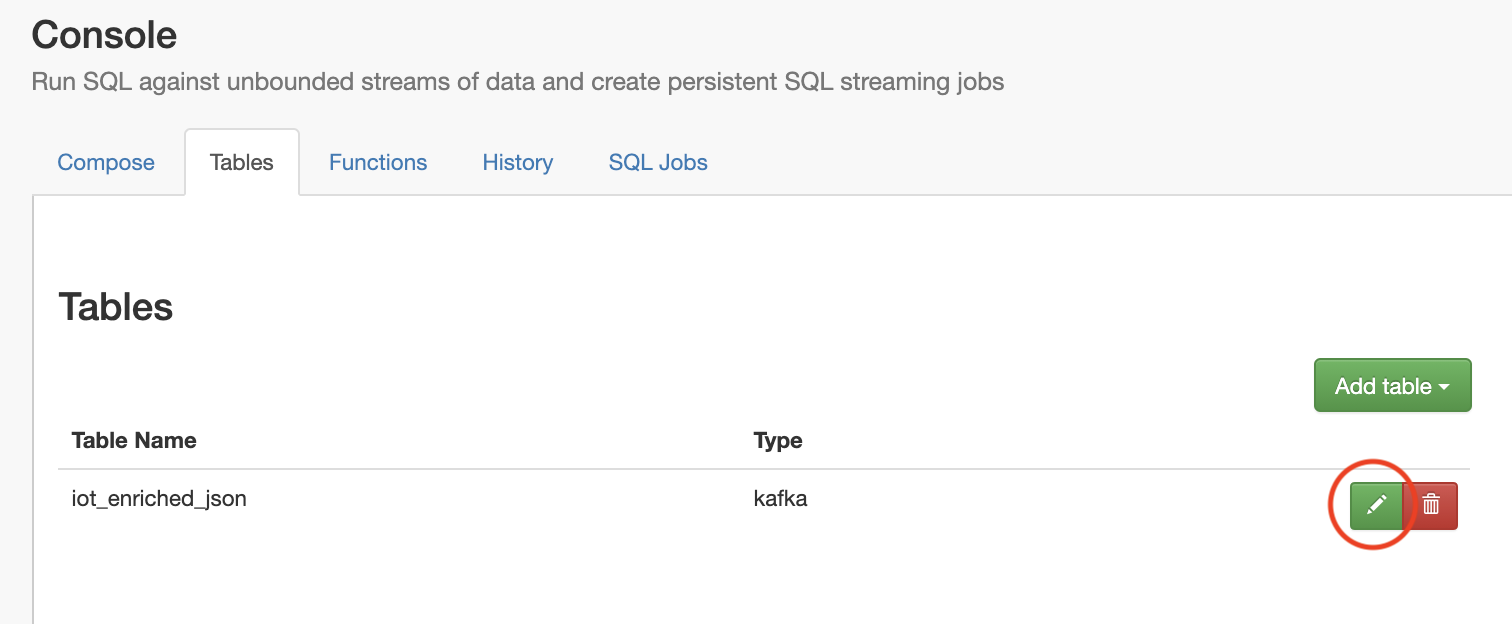 Console
Run SQL against unbounded streams of data and create persistent SQL streaming jobs
Compose Tables Functions History SQL Jobs
Tables
Add table
Table Name Type
iot_enriched_json kafka